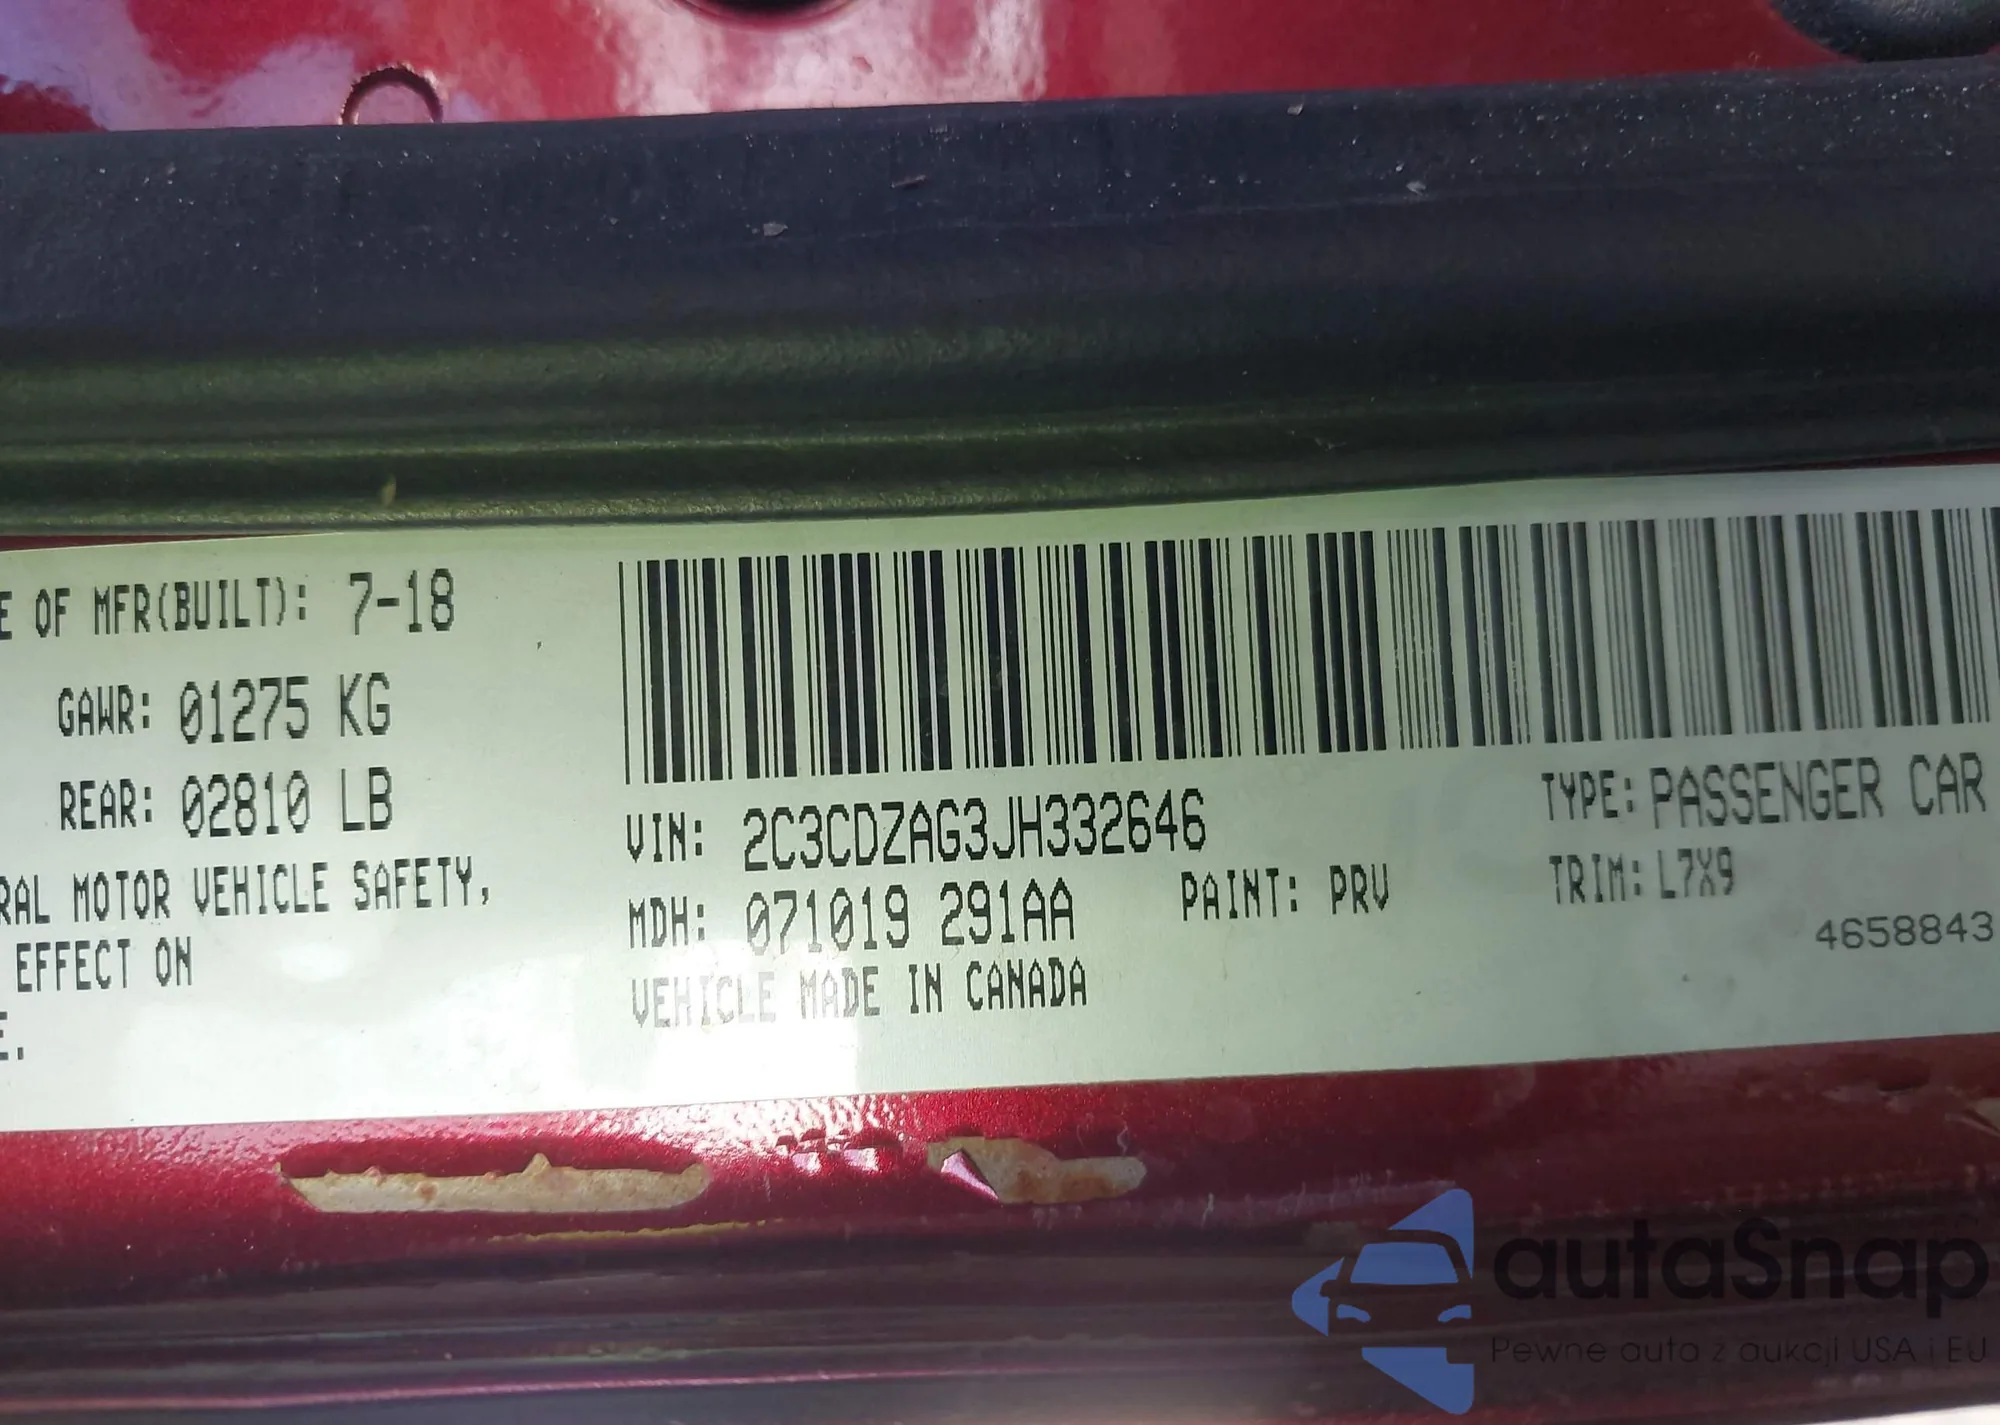 E OF MFR(BUILT): 7-18
GAWR: 01275 KG
REAR: 02810 LB
RAL MOTOR VEHICLE SAFETY,
EFFECT ON
E.
VIN: 2C3CDZAG3JH332646
MDH: 071019 291AA
PAINT: PRV
VEHICLE MADE IN CANADA
TYPE: PASSENGER CAR
TRIM: L7X9
4658843
autaSnap
Pewne auta z aukcji USA i EU